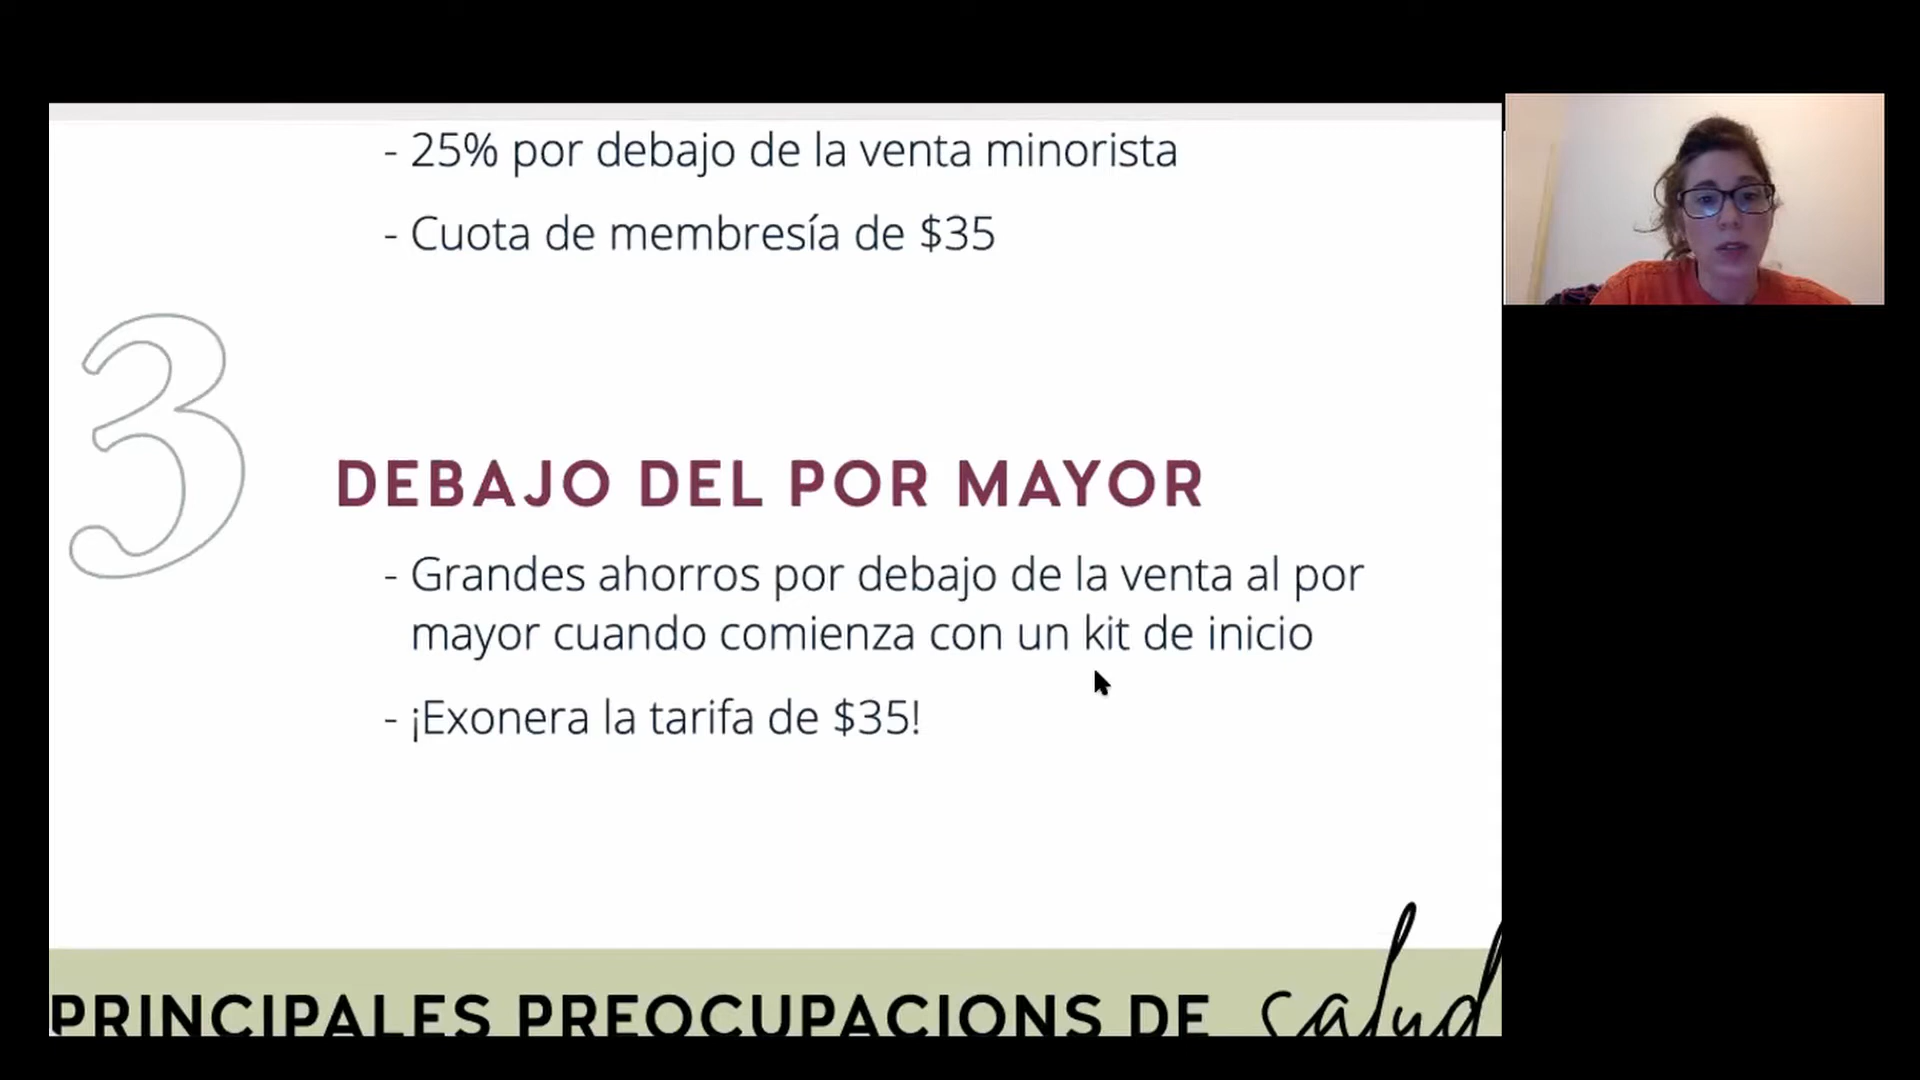 - 25% por debajo de la venta minorista
- Cuota de membresía de $35
3
DEBAJO DEL POR MAYOR
- Grandes ahorros por debajo de la venta al por
mayor cuando comienza con un kit de inicio
- ¡Exonera la tarifa de $35!
PRINCIPALES PREOCUPACIONS DE salud